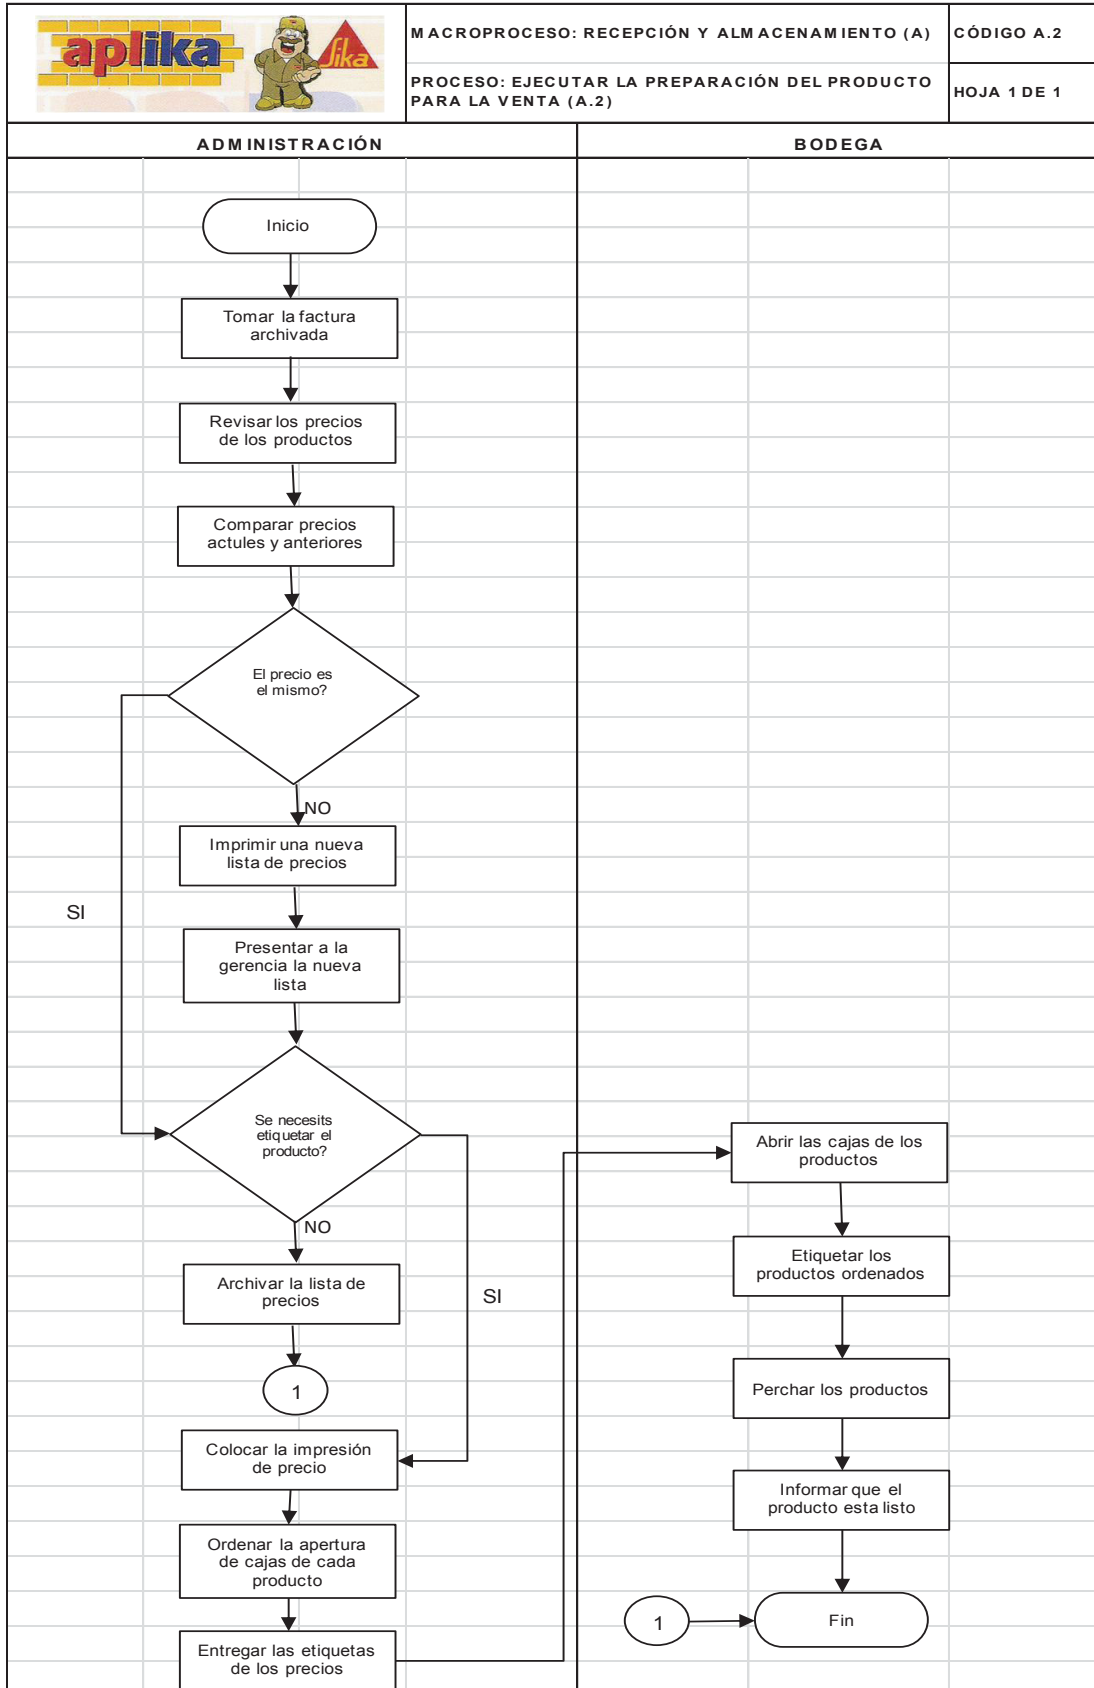 aplika
Sika
MACROPROCESO: RECEPCIÓN Y ALMACENAMIENTO (A)
CÓDIGO A.2
PROCESO: EJECUTAR LA PREPARACIÓN DEL PRODUCTO
PARA LA VENTA (A.2)
HOJA 1 DE 1
ADMINISTRACIÓN
BODEGA
Inicio
Tomar la factura
archivada
Revisar los precios
de los productos
Comparar precios
actules y anteriores
El precio es
el mismo?
NO
Imprimir una nueva
lista de precios
SI
Presentar a la
gerencia la nueva
lista
Se necesits
etiquetar el
producto?
NO
Archivar la lista de
precios
SI
1
Colocar la impresión
de precio
Ordenar la apertura
de cajas de cada
producto
Entregar las etiquetas
de los precios
Abrir las cajas de los
productos
Etiquetar los
productos ordenados
Perchar los productos
Informar que el
producto esta listo
1
Fin